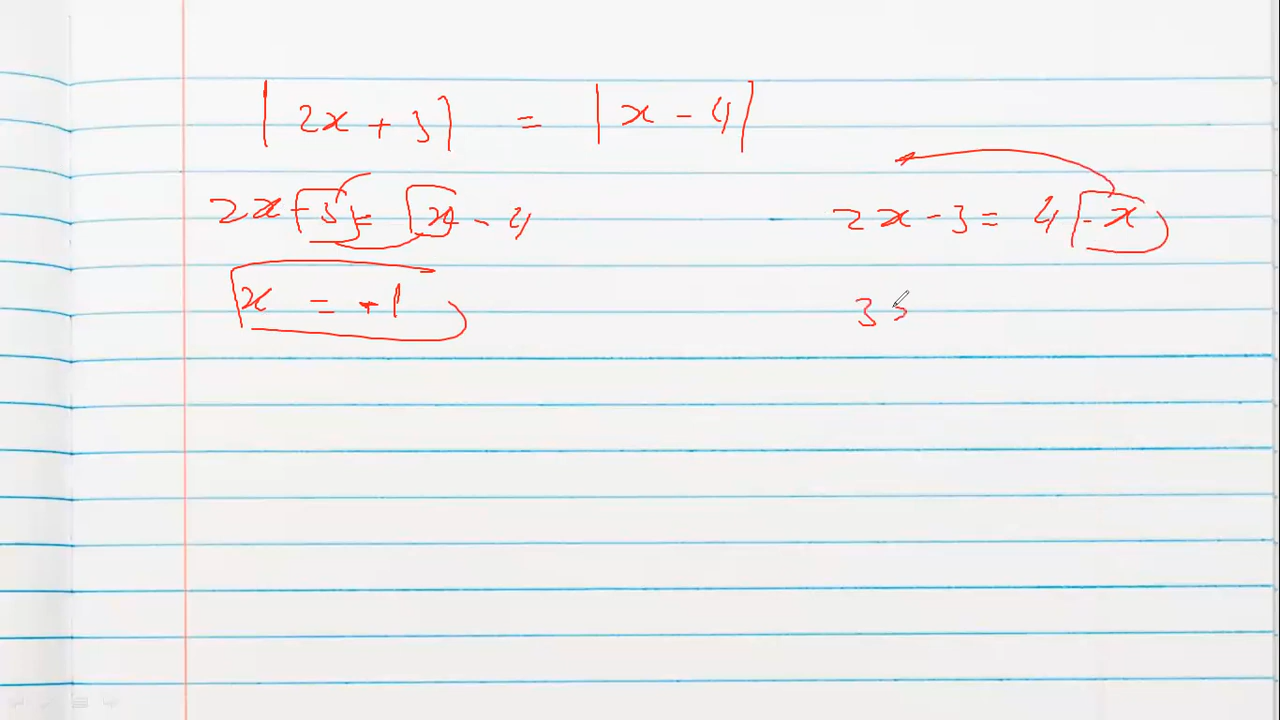 |2x + 3| = |x - 4|
2x - 3 = x - 4 2x - 3 = 4 - x
x = -1 3